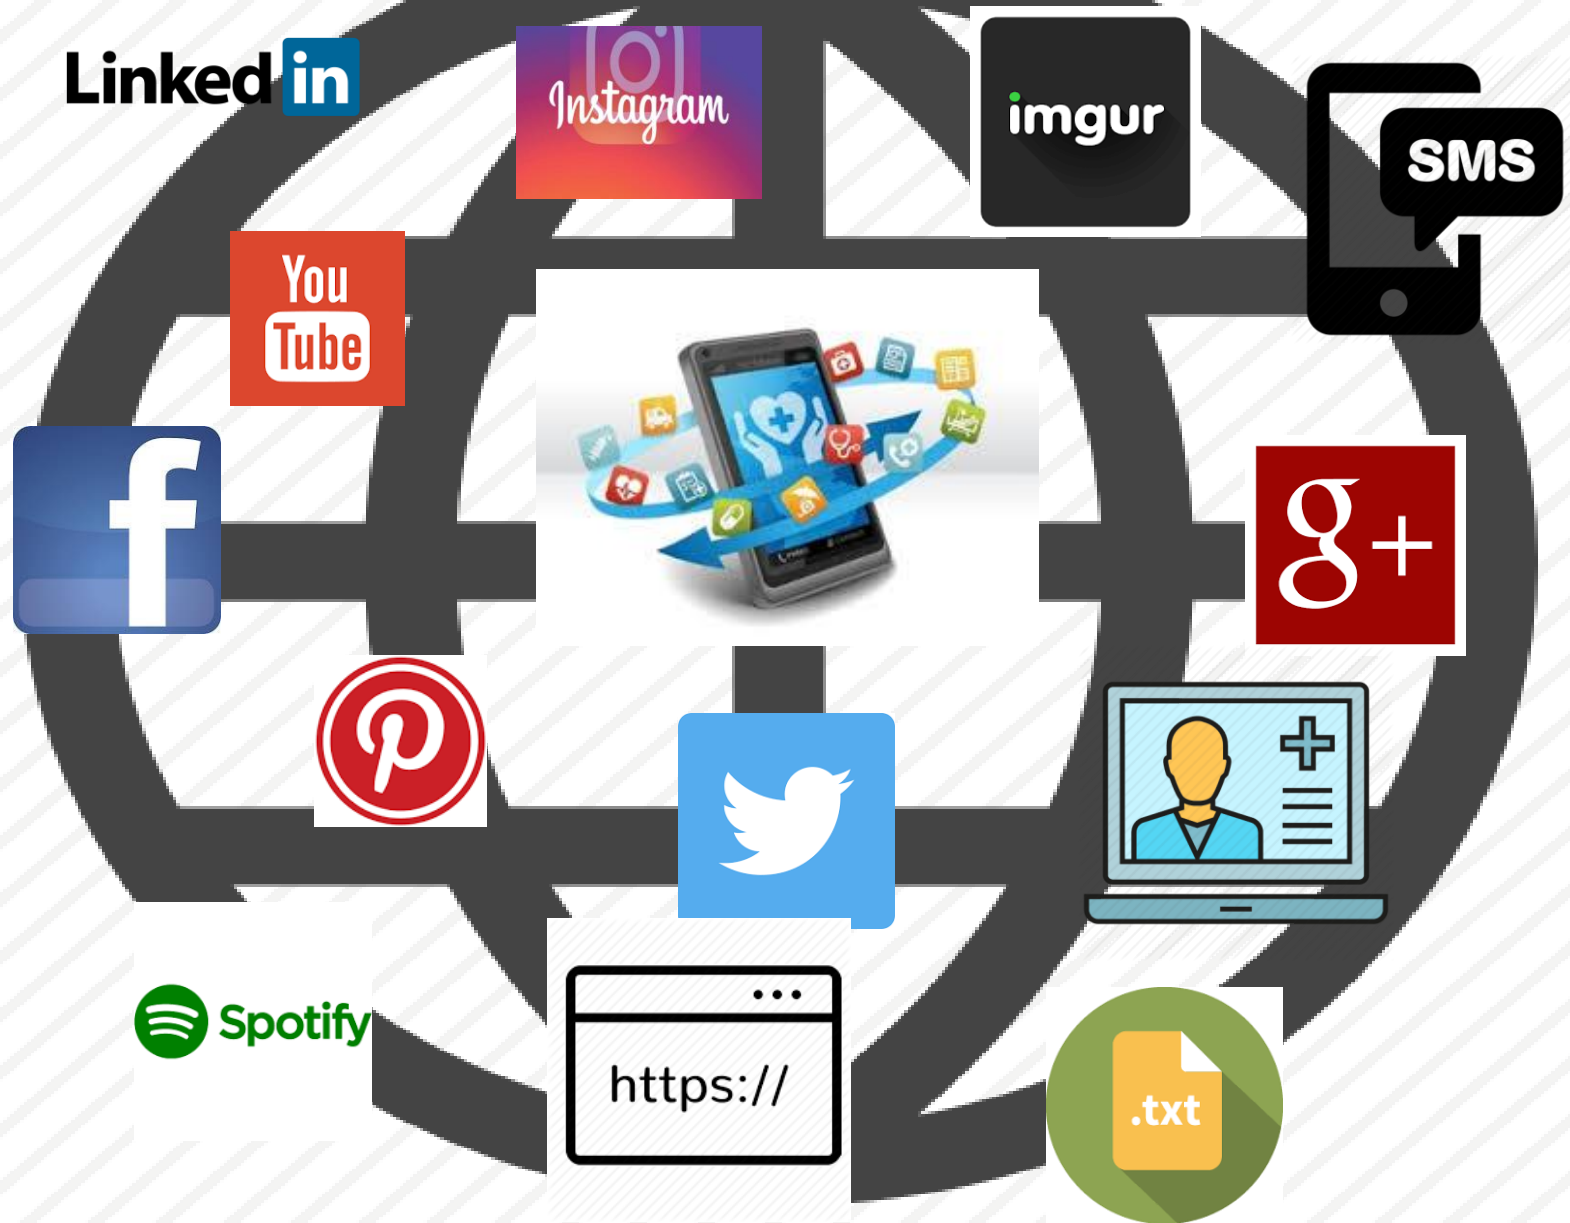 Linked in
Instagram
imgur
SMS
You
Tube
f
g+
Spotify
https://
.txt